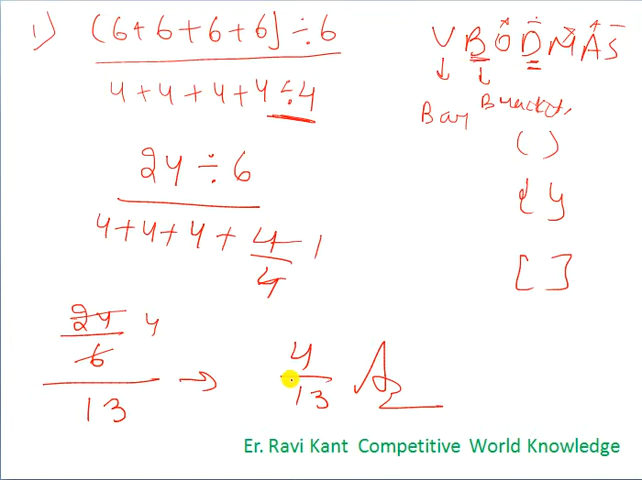 1) (6+6+6+6) ÷ 6
4+4+4+4÷4
VBODMAS
Bar Bracket
( )
{ }
[ ]
24 ÷ 6
4+4+4+ 4/4 1
24/6 4
13
→ 4/13 Ans
Er. Ravi Kant Competitive World Knowledge